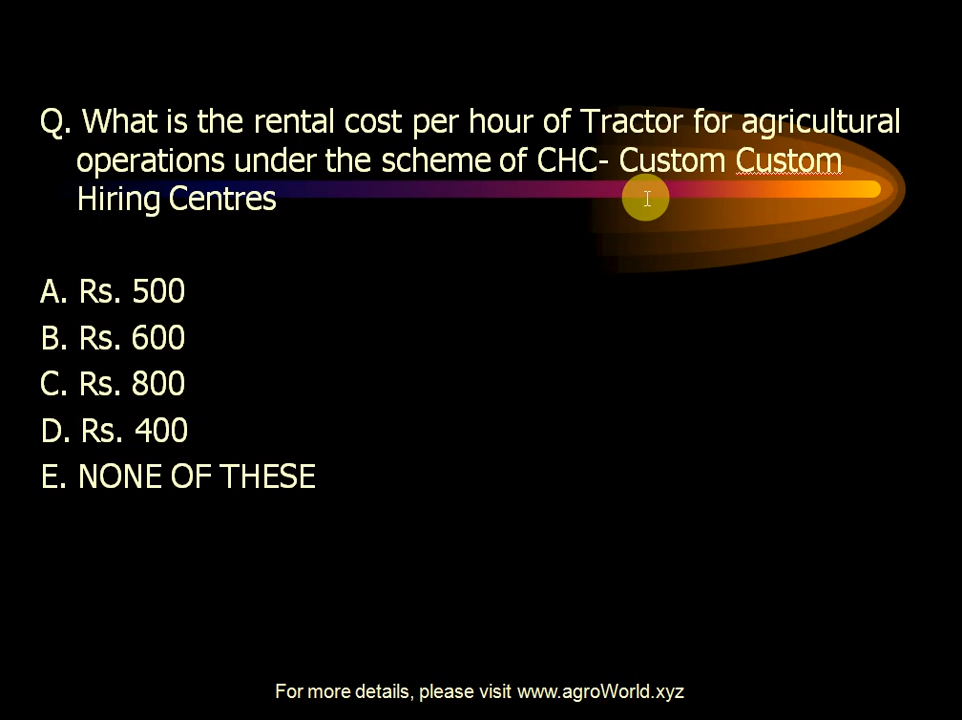 Q. What is the rental cost per hour of Tractor for agricultural
operations under the scheme of CHC- Custom Custom
Hiring Centres
A. Rs. 500
B. Rs. 600
C. Rs. 800
D. Rs. 400
E. NONE OF THESE
For more details, please visit www.agroWorld.xyz